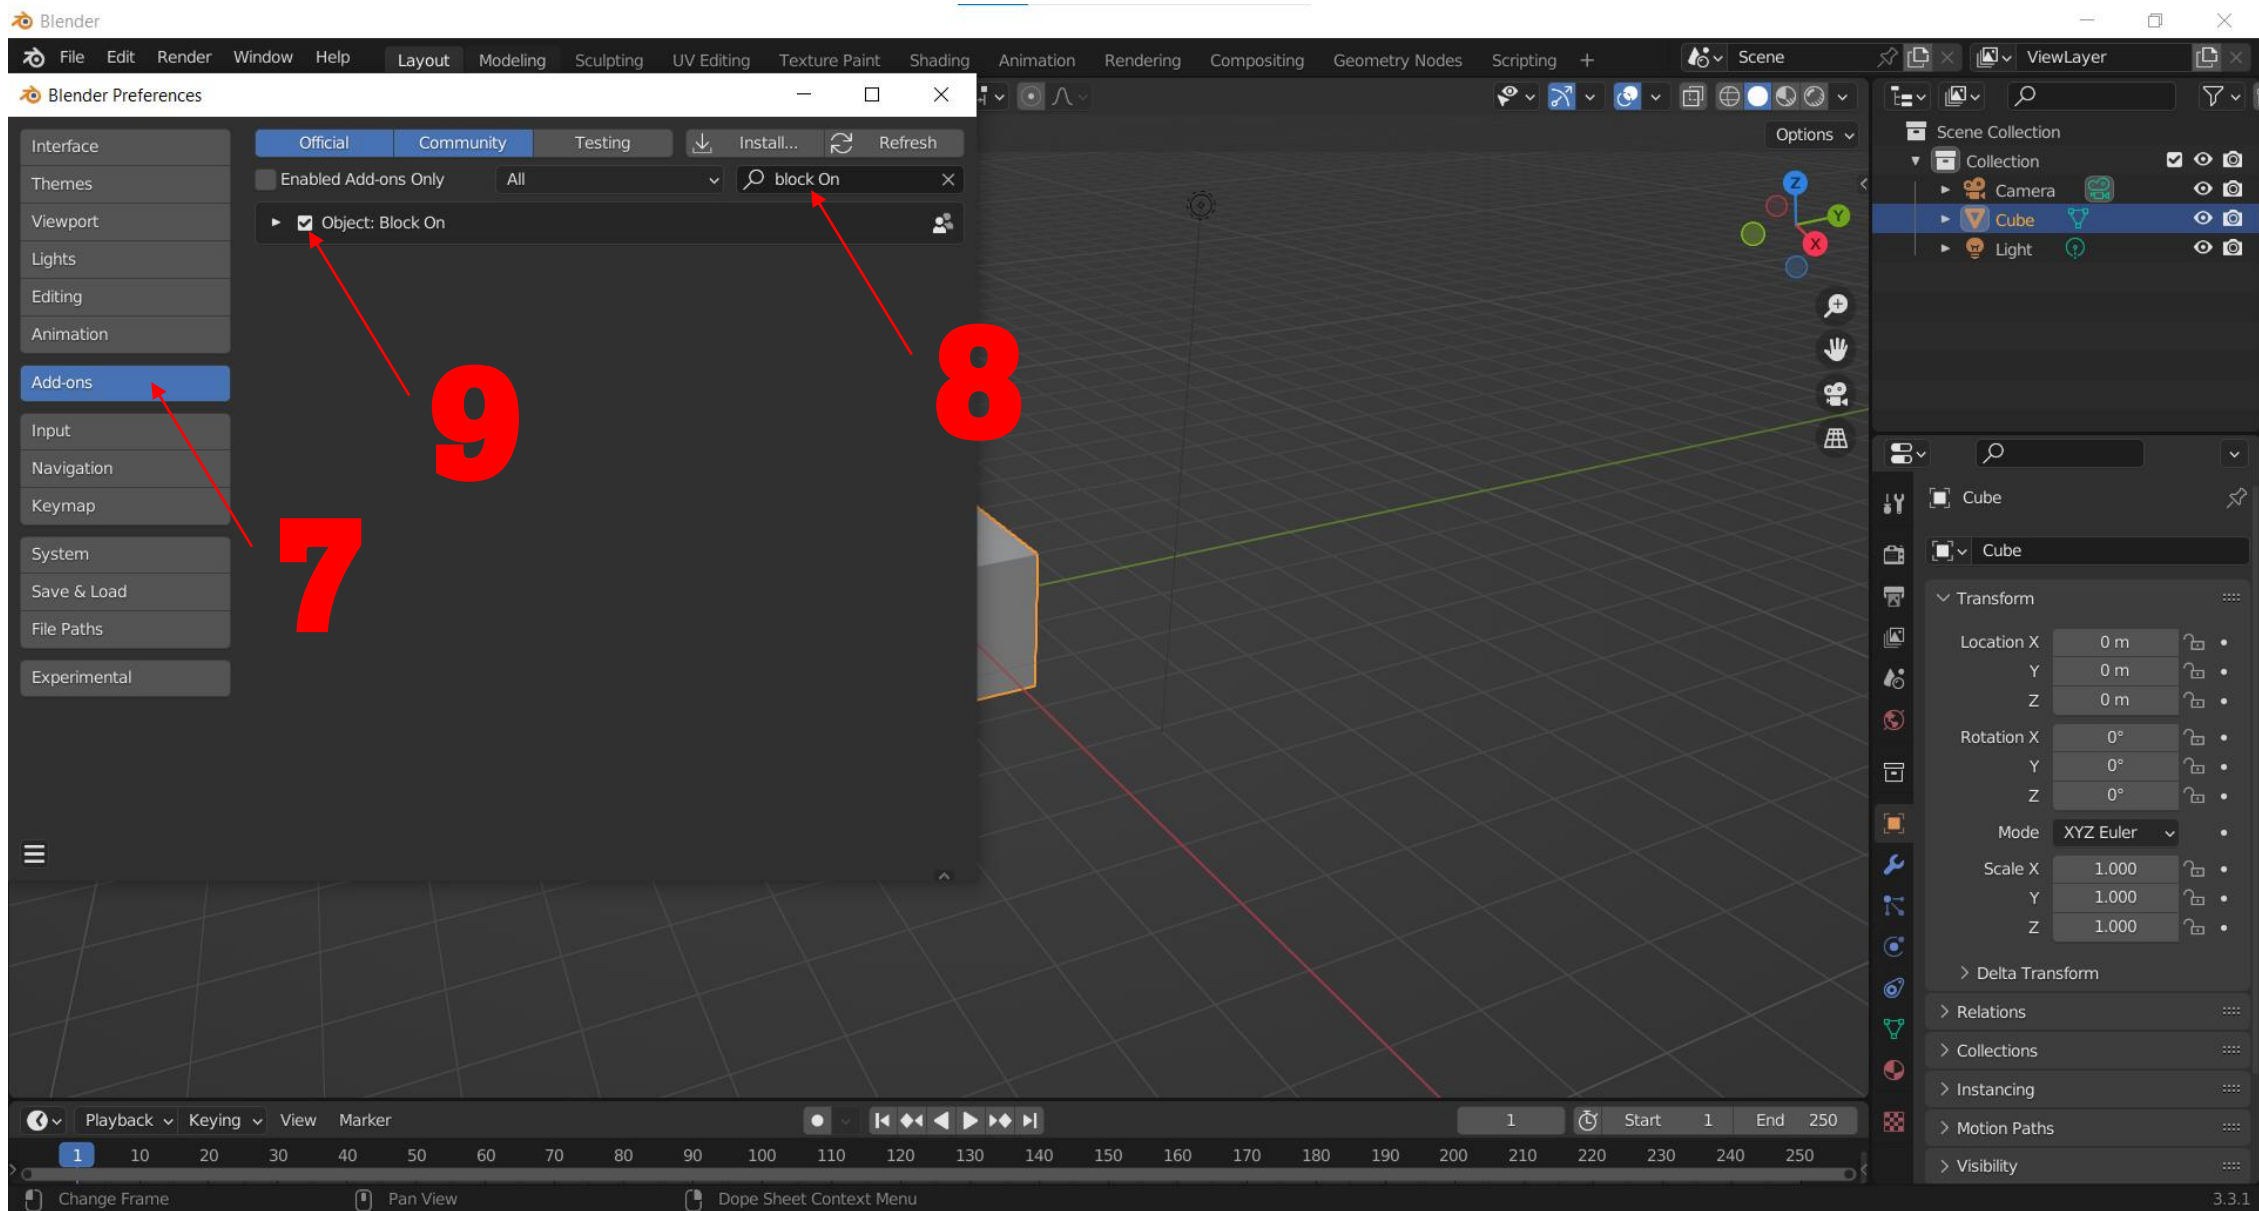 Blender
File Edit Render Window Help Layout Modeling Sculpting UV Editing Texture Paint Shading Animation Rendering Compositing Geometry Nodes Scripting + Scene ViewLayer
Blender Preferences
Options
Interface
Themes
Viewport
Lights
Editing
Animation
Add-ons
Input
Navigation
Keymap
System
Save & Load
File Paths
Experimental
Official Community Testing Install... Refresh
Enabled Add-ons Only All block On
Object: Block On
7
8
9
Z
Y
X
Scene Collection
Collection
Camera
Cube
Light
Cube
Cube
Transform
Location X 0 m
Y 0 m
Z 0 m
Rotation X 0°
Y 0°
Z 0°
Mode XYZ Euler
Scale X 1.000
Y 1.000
Z 1.000
Delta Transform
Relations
Collections
Instancing
Motion Paths
Visibility
Playback Keying View Marker 1 Start 1 End 250
1 10 20 30 40 50 60 70 80 90 100 110 120 130 140 150 160 170 180 190 200 210 220 230 240 250
Change Frame Pan View Dope Sheet Context Menu 3.3.1